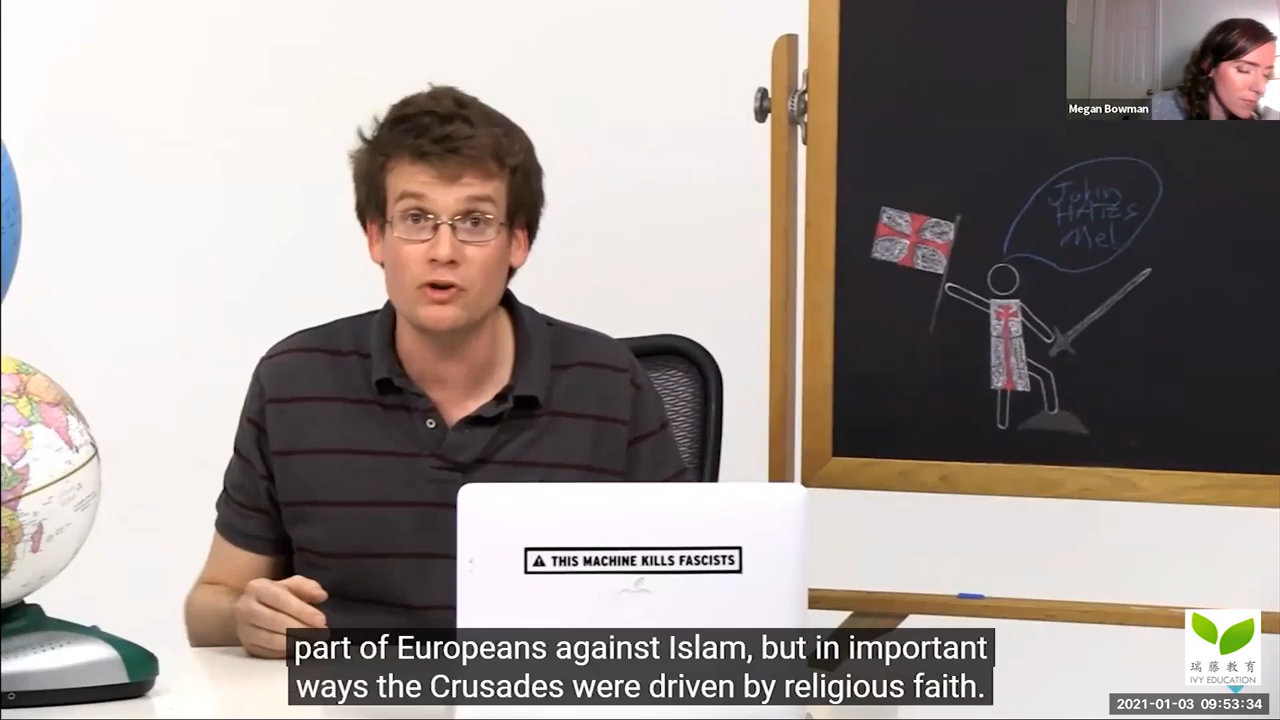 Megan Bowman
John
HATES
Me!
THIS MACHINE KILLS FASCISTS
part of Europeans against Islam, but in important
ways the Crusades were driven by religious faith.
瑞藤教育
IVY EDUCATION
2021-01-03 09:53:34